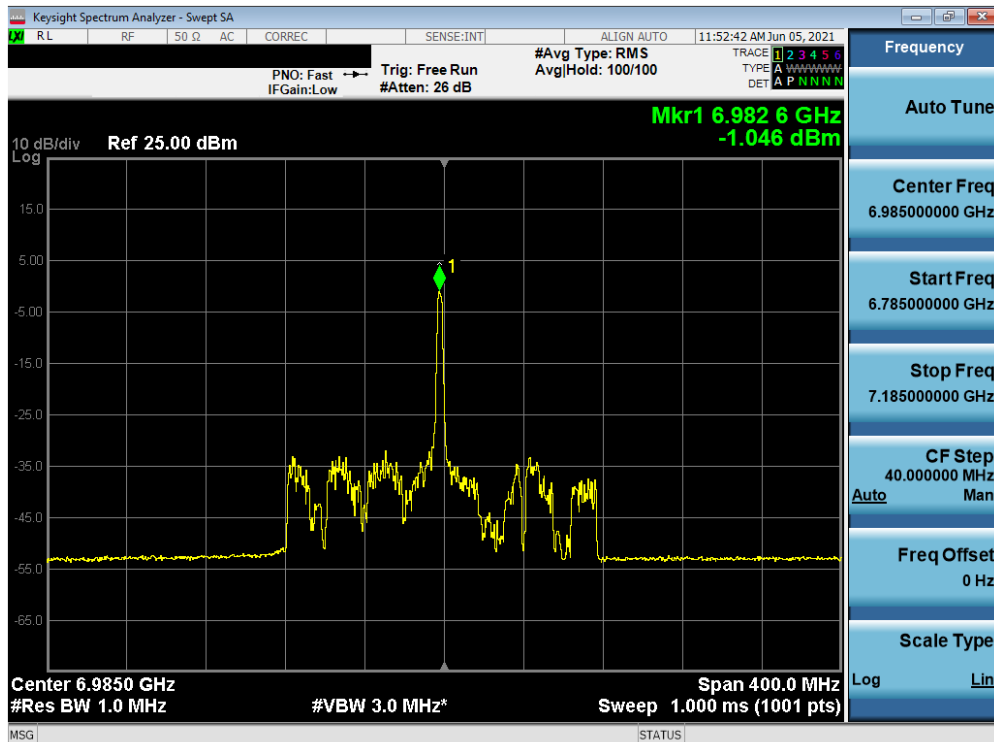 Keysight Spectrum Analyzer - Swept SA
LXI RL RF 50 Ω AC CORREC SENSE:INT ALIGN AUTO 11:52:42 AM Jun 05, 2021
PNO: Fast
IFGain:Low
Trig: Free Run
#Atten: 26 dB
#Avg Type: RMS
Avg|Hold: 100/100
TRACE 1 2 3 4 5 6
TYPE A WWWWW
DET A P N N N N
Mkr1 6.982 6 GHz
-1.046 dBm
10 dB/div Ref 25.00 dBm
Log
15.0
5.00
-5.00
-15.0
-25.0
-35.0
-45.0
-55.0
-65.0
1
Center 6.9850 GHz Span 400.0 MHz
#Res BW 1.0 MHz #VBW 3.0 MHz* Sweep 1.000 ms (1001 pts)
MSG STATUS
Frequency
Auto Tune
Center Freq
6.985000000 GHz
Start Freq
6.785000000 GHz
Stop Freq
7.185000000 GHz
CF Step
40.000000 MHz
Auto Man
Freq Offset
0 Hz
Scale Type
Log Lin